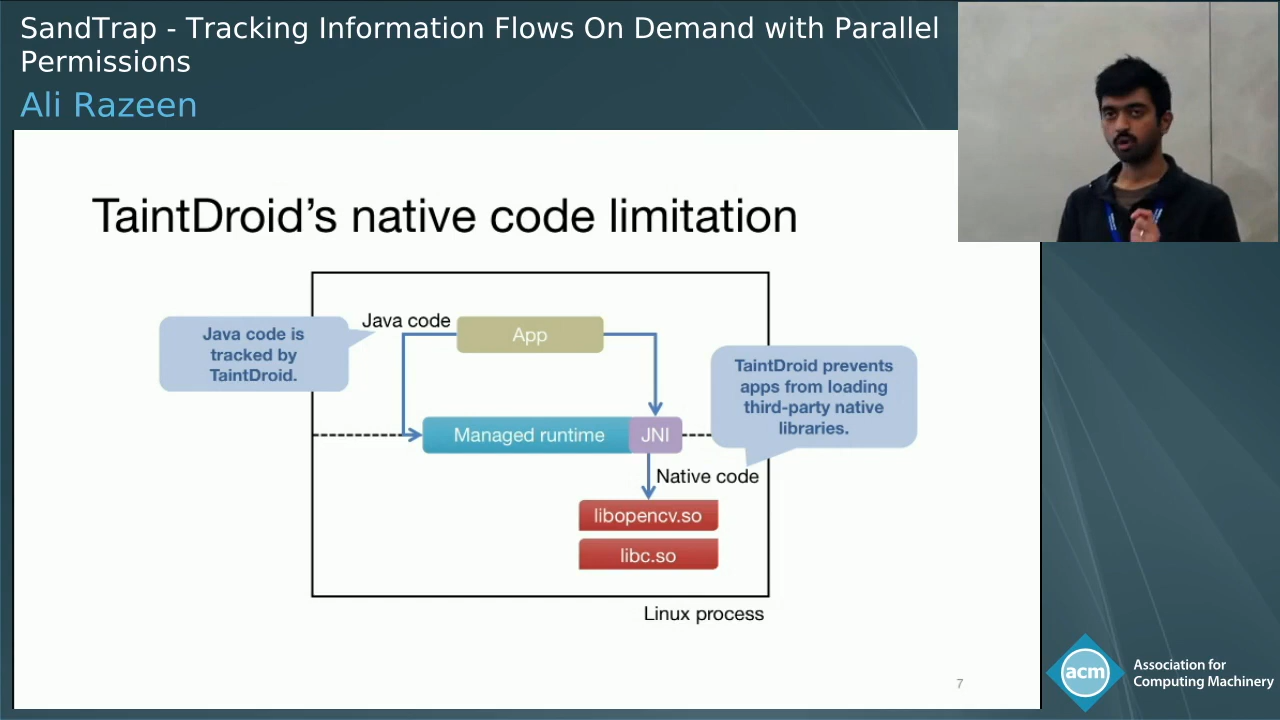 SandTrap - Tracking Information Flows On Demand with Parallel
Permissions
Ali Razeen
TaintDroid’s native code limitation
Java code is
tracked by
TaintDroid.
Java code
App
TaintDroid prevents
apps from loading
third-party native
libraries.
Managed runtime
JNI
Native code
libopencv.so
libc.so
Linux process
7
acm
Association for
Computing Machinery